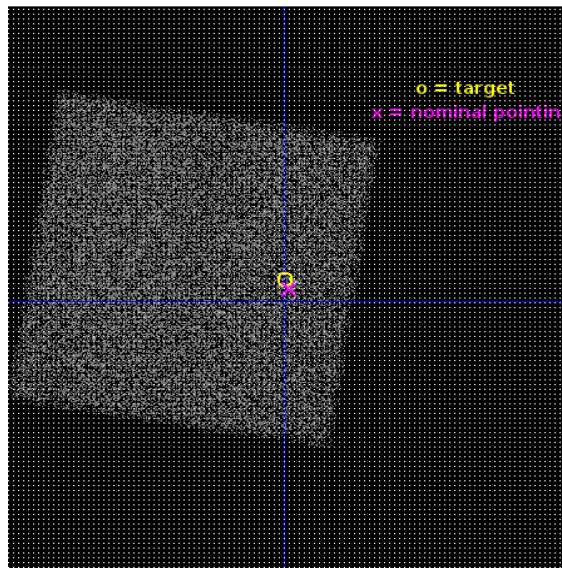 o = target
x = nominal pointin